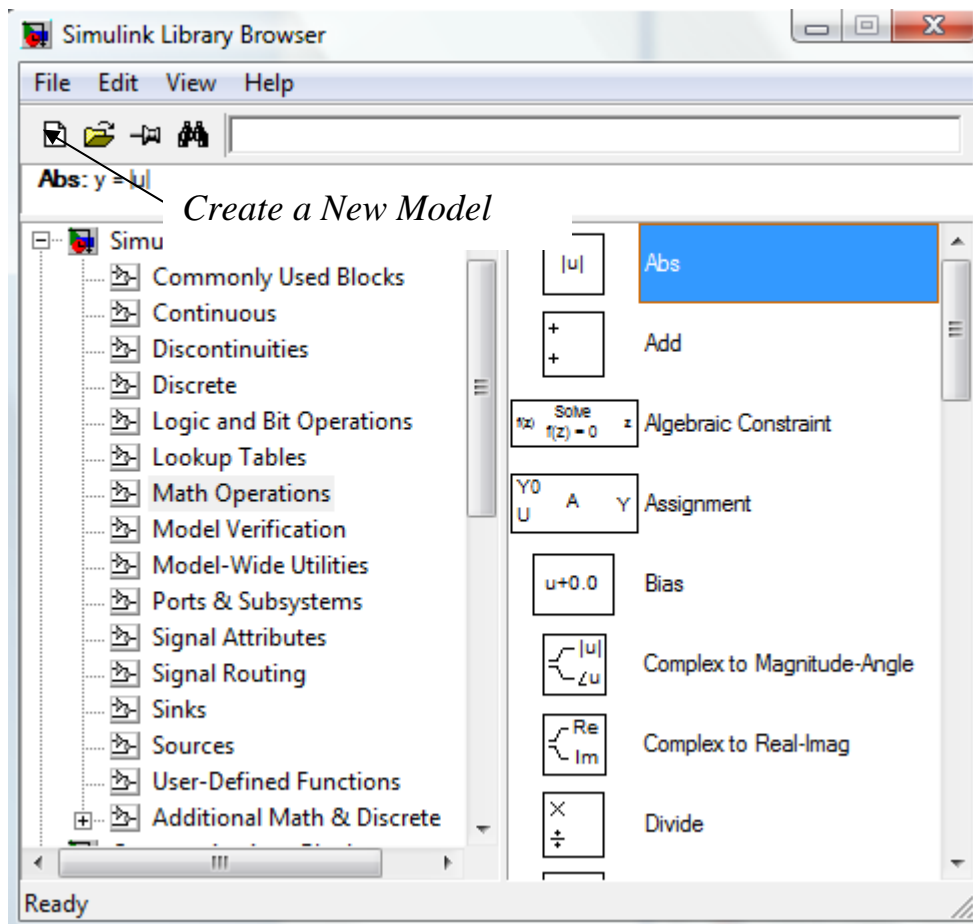 Simulink Library Browser
File Edit View Help
Abs: y = |u|
Create a New Model
Simu
Commonly Used Blocks
Continuous
Discontinuities
Discrete
Logic and Bit Operations
Lookup Tables
Math Operations
Model Verification
Model-Wide Utilities
Ports & Subsystems
Signal Attributes
Signal Routing
Sinks
Sources
User-Defined Functions
Additional Math & Discrete
|u| Abs
+
+ Add
f(z) Solve f(z) = 0 z Algebraic Constraint
Y0
U A Y Assignment
u+0.0 Bias
|u|
∠u Complex to Magnitude-Angle
Re
Im Complex to Real-Imag
×
÷ Divide
Ready